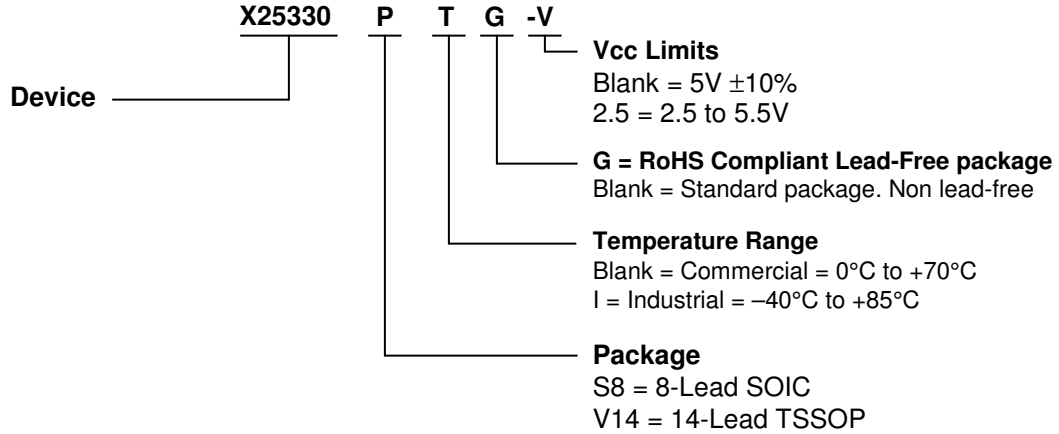 X25330 P T G -V
Device
Vcc Limits
Blank = 5V ±10%
2.5 = 2.5 to 5.5V
G = RoHS Compliant Lead-Free package
Blank = Standard package. Non lead-free
Temperature Range
Blank = Commercial = 0°C to +70°C
I = Industrial = –40°C to +85°C
Package
S8 = 8-Lead SOIC
V14 = 14-Lead TSSOP